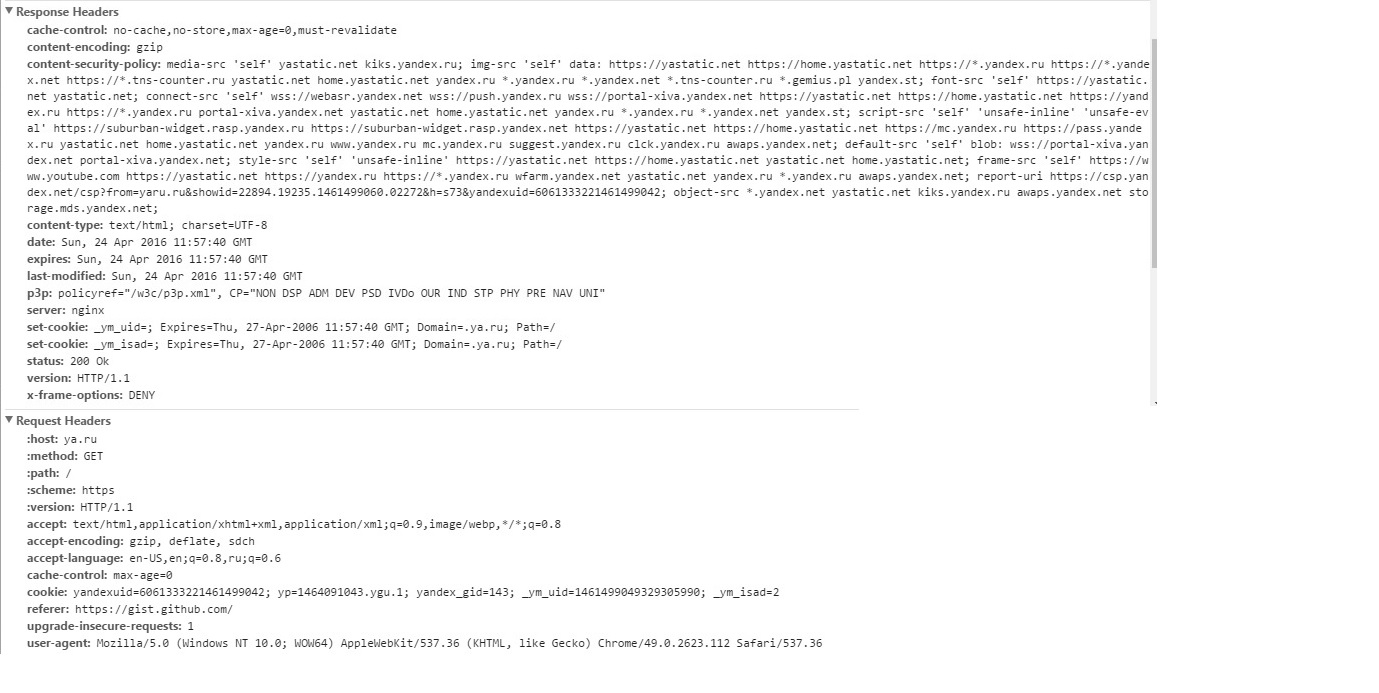 Response Headers
cache-control: no-cache,no-store,max-age=0,must-revalidate
content-encoding: gzip
content-security-policy: media-src 'self' yastatic.net kiks.yandex.ru; img-src 'self' data: https://yastatic.net https://home.yastatic.net https://*.yandex.ru https://*.yande
x.net https://*.tns-counter.ru yastatic.net home.yastatic.net yandex.ru *.yandex.ru *.yandex.net *.tns-counter.ru *.gemius.pl yandex.st; font-src 'self' https://yastatic.
net yastatic.net; connect-src 'self' wss://webasr.yandex.net wss://push.yandex.ru wss://portal-xiva.yandex.net https://yastatic.net https://home.yastatic.net https://yand
ex.ru https://*.yandex.ru portal-xiva.yandex.net yastatic.net home.yastatic.net yandex.ru *.yandex.ru *.yandex.net yandex.st; script-src 'self' 'unsafe-inline' 'unsafe-ev
al' https://suburban-widget.rasp.yandex.ru https://suburban-widget.rasp.yandex.net https://yastatic.net https://home.yastatic.net https://mc.yandex.ru https://pass.yande
x.ru yastatic.net home.yastatic.net yandex.ru www.yandex.ru mc.yandex.ru suggest.yandex.ru clck.yandex.ru awaps.yandex.net; default-src 'self' blob: wss://portal-xiva.yan
dex.net portal-xiva.yandex.net; style-src 'self' 'unsafe-inline' https://yastatic.net https://home.yastatic.net yastatic.net home.yastatic.net; frame-src 'self' https://w
ww.youtube.com https://yastatic.net https://yandex.ru https://*.yandex.ru wfarm.yandex.net yastatic.net yandex.ru *.yandex.ru awaps.yandex.net; report-uri https://csp.yan
dex.net/csp?from=yaru.ru&showid=22894.19235.1461499060.02272&h=s73&yandexuid=6061333221461499042; object-src *.yandex.net yastatic.net kiks.yandex.ru awaps.yandex.net sto
rage.mds.yandex.net;
content-type: text/html; charset=UTF-8
date: Sun, 24 Apr 2016 11:57:40 GMT
expires: Sun, 24 Apr 2016 11:57:40 GMT
last-modified: Sun, 24 Apr 2016 11:57:40 GMT
p3p: policyref="/w3c/p3p.xml", CP="NON DSP ADM DEV PSD IVDo OUR IND STP PHY PRE NAV UNI"
server: nginx
set-cookie: _ym_uid=; Expires=Thu, 27-Apr-2006 11:57:40 GMT; Domain=.ya.ru; Path=/
set-cookie: _ym_isad=; Expires=Thu, 27-Apr-2006 11:57:40 GMT; Domain=.ya.ru; Path=/
status: 200 Ok
version: HTTP/1.1
x-frame-options: DENY
Request Headers
:host: ya.ru
:method: GET
:path: /
:scheme: https
:version: HTTP/1.1
accept: text/html,application/xhtml+xml,application/xml;q=0.9,image/webp,*/*;q=0.8
accept-encoding: gzip, deflate, sdch
accept-language: en-US,en;q=0.8,ru;q=0.6
cache-control: max-age=0
cookie: yandexuid=6061333221461499042; yp=1464091043.ygu.1; yandex_gid=143; _ym_uid=1461499049329305990; _ym_isad=2
referer: https://gist.github.com/
upgrade-insecure-requests: 1
user-agent: Mozilla/5.0 (Windows NT 10.0; WOW64) AppleWebKit/537.36 (KHTML, like Gecko) Chrome/49.0.2623.112 Safari/537.36